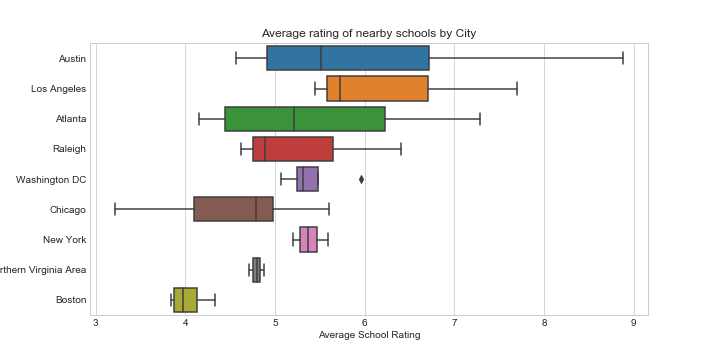 Average rating of nearby schools by City
Austin
Los Angeles
Atlanta
Raleigh
Washington DC
Chicago
New York
rthern Virginia Area
Boston
3 4 5 6 7 8 9
Average School Rating